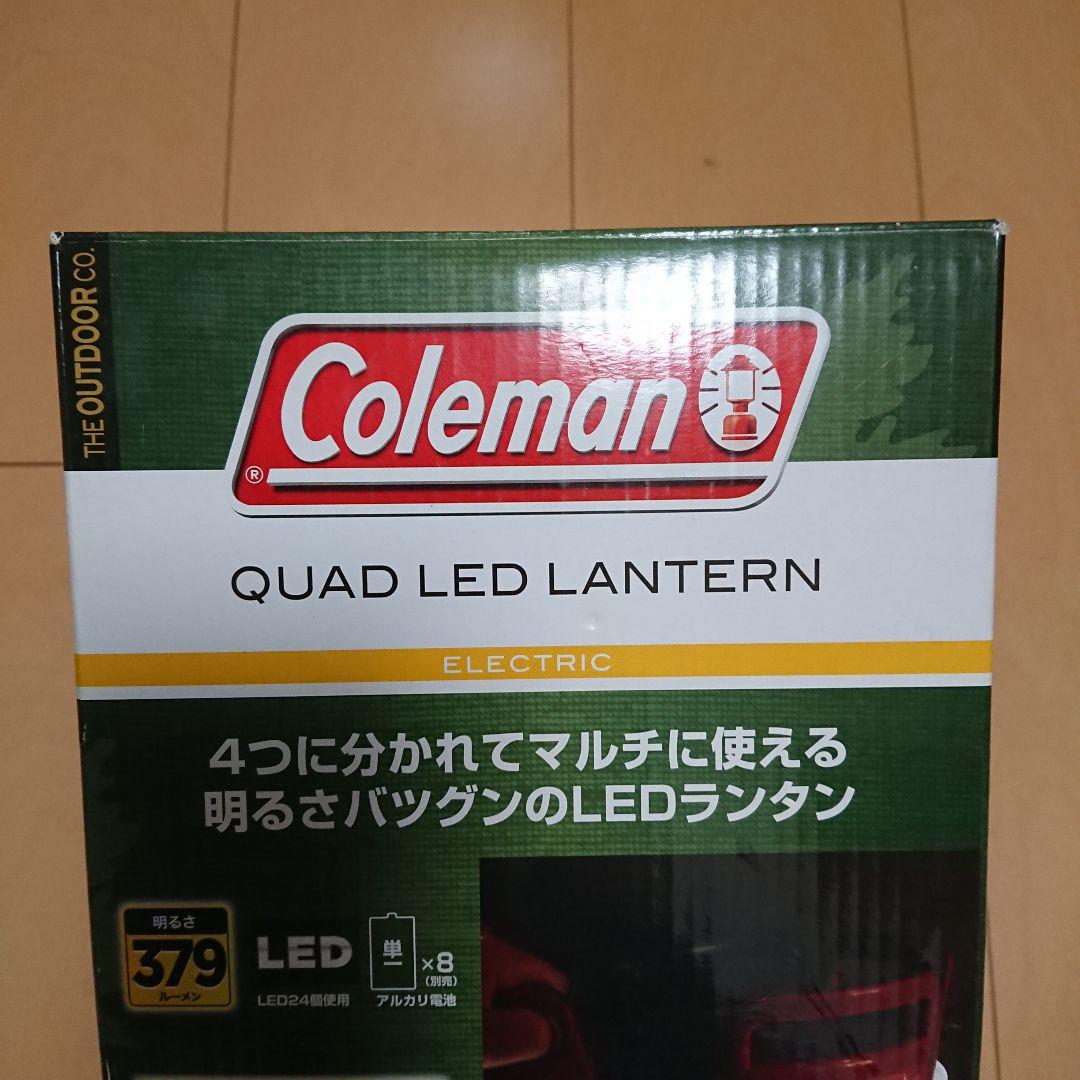 THE OUTDOOR CO.
Coleman
®
QUAD LED LANTERN
ELECTRIC
4つに分かれてマルチに使える
明るさバツグンのLEDランタン
明るさ
379
ルーメン
LED
LED24個使用
単一
×8
(別売)
アルカリ電池